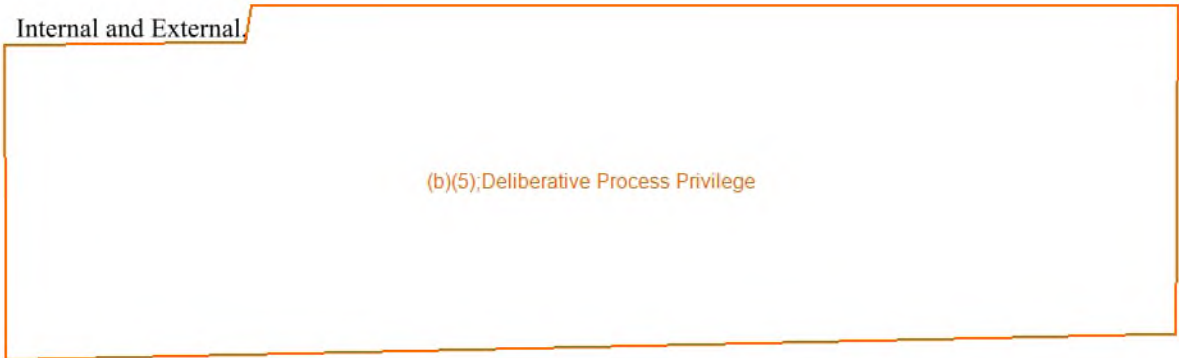 Internal and External.
(b)(5);Deliberative Process Privilege